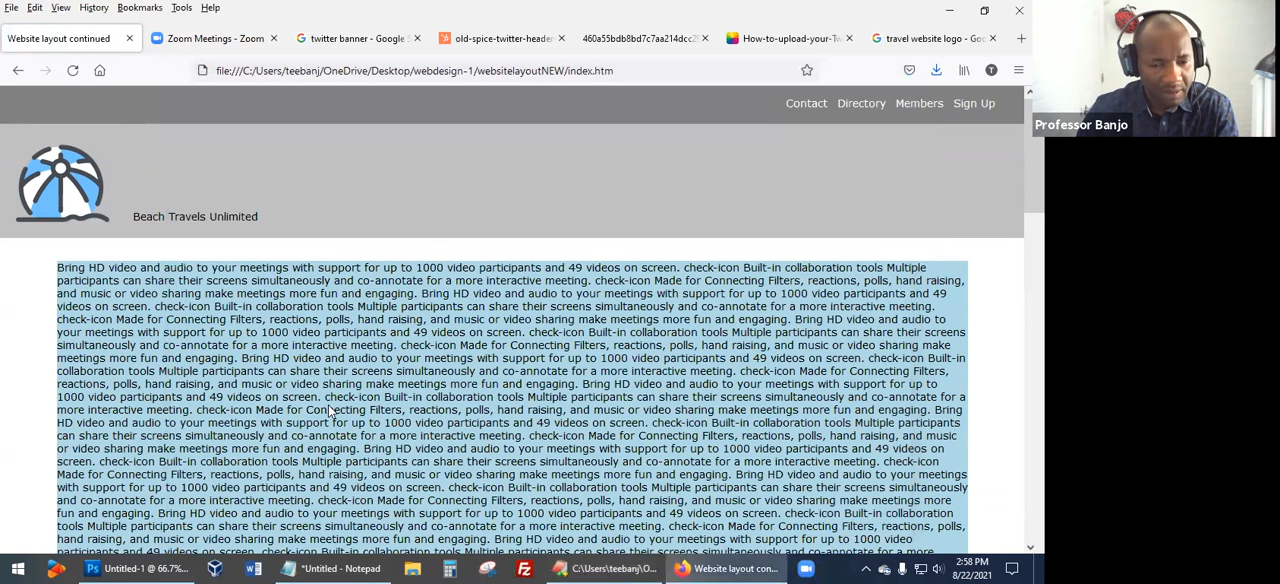 File Edit View History Bookmarks Tools Help
Website layout continued
Zoom Meetings - Zoom
twitter banner - Google S
old-spice-twitter-header
460a55bdb8bd7c7aa214dcc2
How-to-upload-your-Tw
travel website logo - Goo
file:///C:/Users/teebanj/OneDrive/Desktop/webdesign-1/websitelayoutNEW/index.htm
Professor Banjo
Contact Directory Members Sign Up
Beach Travels Unlimited
Bring HD video and audio to your meetings with support for up to 1000 video participants and 49 videos on screen. check-icon Built-in collaboration tools Multiple
participants can share their screens simultaneously and co-annotate for a more interactive meeting. check-icon Made for Connecting Filters, reactions, polls, hand raising,
and music or video sharing make meetings more fun and engaging. Bring HD video and audio to your meetings with support for up to 1000 video participants and 49
videos on screen. check-icon Built-in collaboration tools Multiple participants can share their screens simultaneously and co-annotate for a more interactive meeting.
check-icon Made for Connecting Filters, reactions, polls, hand raising, and music or video sharing make meetings more fun and engaging. Bring HD video and audio to
your meetings with support for up to 1000 video participants and 49 videos on screen. check-icon Built-in collaboration tools Multiple participants can share their screens
simultaneously and co-annotate for a more interactive meeting. check-icon Made for Connecting Filters, reactions, polls, hand raising, and music or video sharing make
meetings more fun and engaging. Bring HD video and audio to your meetings with support for up to 1000 video participants and 49 videos on screen. check-icon Built-in
collaboration tools Multiple participants can share their screens simultaneously and co-annotate for a more interactive meeting. check-icon Made for Connecting Filters,
reactions, polls, hand raising, and music or video sharing make meetings more fun and engaging. Bring HD video and audio to your meetings with support for up to
1000 video participants and 49 videos on screen. check-icon Built-in collaboration tools Multiple participants can share their screens simultaneously and co-annotate for a
more interactive meeting. check-icon Made for Connecting Filters, reactions, polls, hand raising, and music or video sharing make meetings more fun and engaging. Bring
HD video and audio to your meetings with support for up to 1000 video participants and 49 videos on screen. check-icon Built-in collaboration tools Multiple participants
can share their screens simultaneously and co-annotate for a more interactive meeting. check-icon Made for Connecting Filters, reactions, polls, hand raising, and music
or video sharing make meetings more fun and engaging. Bring HD video and audio to your meetings with support for up to 1000 video participants and 49 videos on
screen. check-icon Built-in collaboration tools Multiple participants can share their screens simultaneously and co-annotate for a more interactive meeting. check-icon
Made for Connecting Filters, reactions, polls, hand raising, and music or video sharing make meetings more fun and engaging. Bring HD video and audio to your meetings
with support for up to 1000 video participants and 49 videos on screen. check-icon Built-in collaboration tools Multiple participants can share their screens simultaneously
and co-annotate for a more interactive meeting. check-icon Made for Connecting Filters, reactions, polls, hand raising, and music or video sharing make meetings more
fun and engaging. Bring HD video and audio to your meetings with support for up to 1000 video participants and 49 videos on screen. check-icon Built-in collaboration
tools Multiple participants can share their screens simultaneously and co-annotate for a more interactive meeting. check-icon Made for Connecting Filters, reactions, polls,
hand raising, and music or video sharing make meetings more fun and engaging. Bring HD video and audio to your meetings with support for up to 1000 video
participants and 49 videos on screen. check-icon Built-in collaboration tools Multiple participants can share their screens simultaneously and co-annotate for a more
Untitled-1 @ 66.7%...
*Untitled - Notepad
C:\Users\teebanj\O...
Website layout con...
2:58 PM
8/22/2021